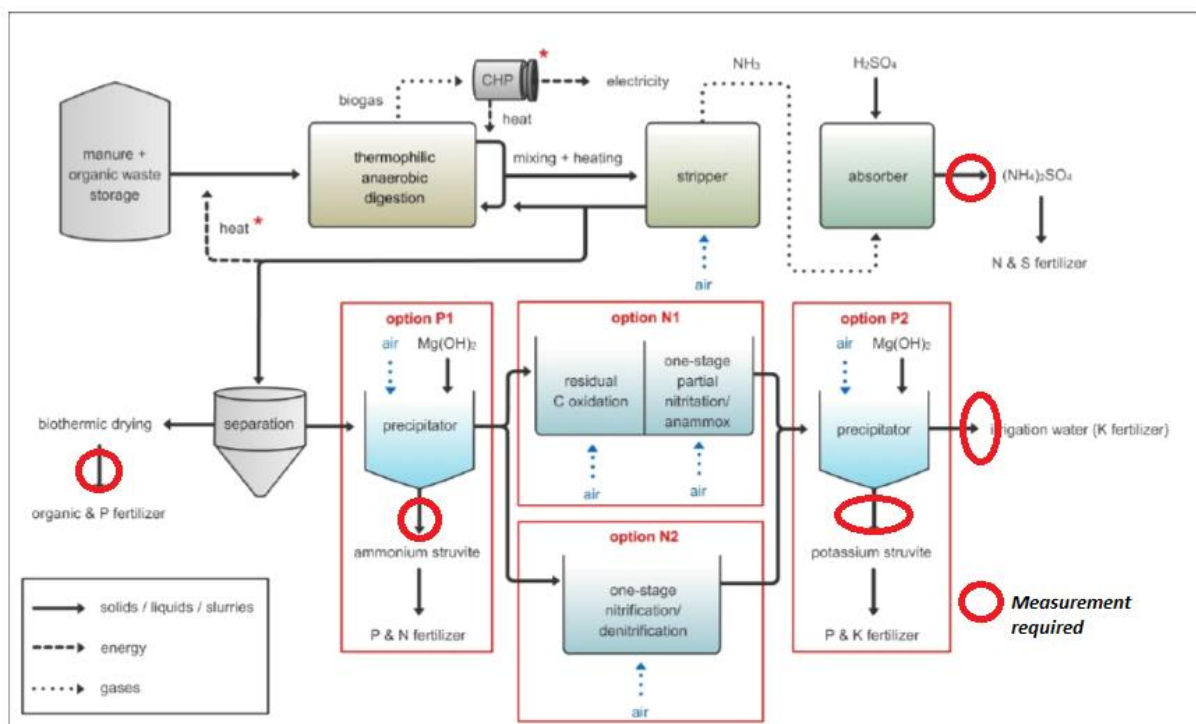 *
CHP
electricity
NH₃
H₂SO₄
biogas
heat
manure +
organic waste
storage
thermophilic
anaerobic
digestion
mixing + heating
stripper
absorber
(NH₄)₂SO₄
heat *
N & S fertilizer
air
option P1
air
Mg(OH)₂
precipitator
option N1
residual
C oxidation
one-stage
partial
nitritation/
anammox
air
air
option P2
air
Mg(OH)₂
precipitator
biothermic drying
separation
irrigation water (K fertilizer)
organic & P fertilizer
ammonium struvite
P & N fertilizer
option N2
one-stage
nitrification/
denitrification
air
potassium struvite
P & K fertilizer
Measurement
required
solids / liquids / slurries
energy
gases